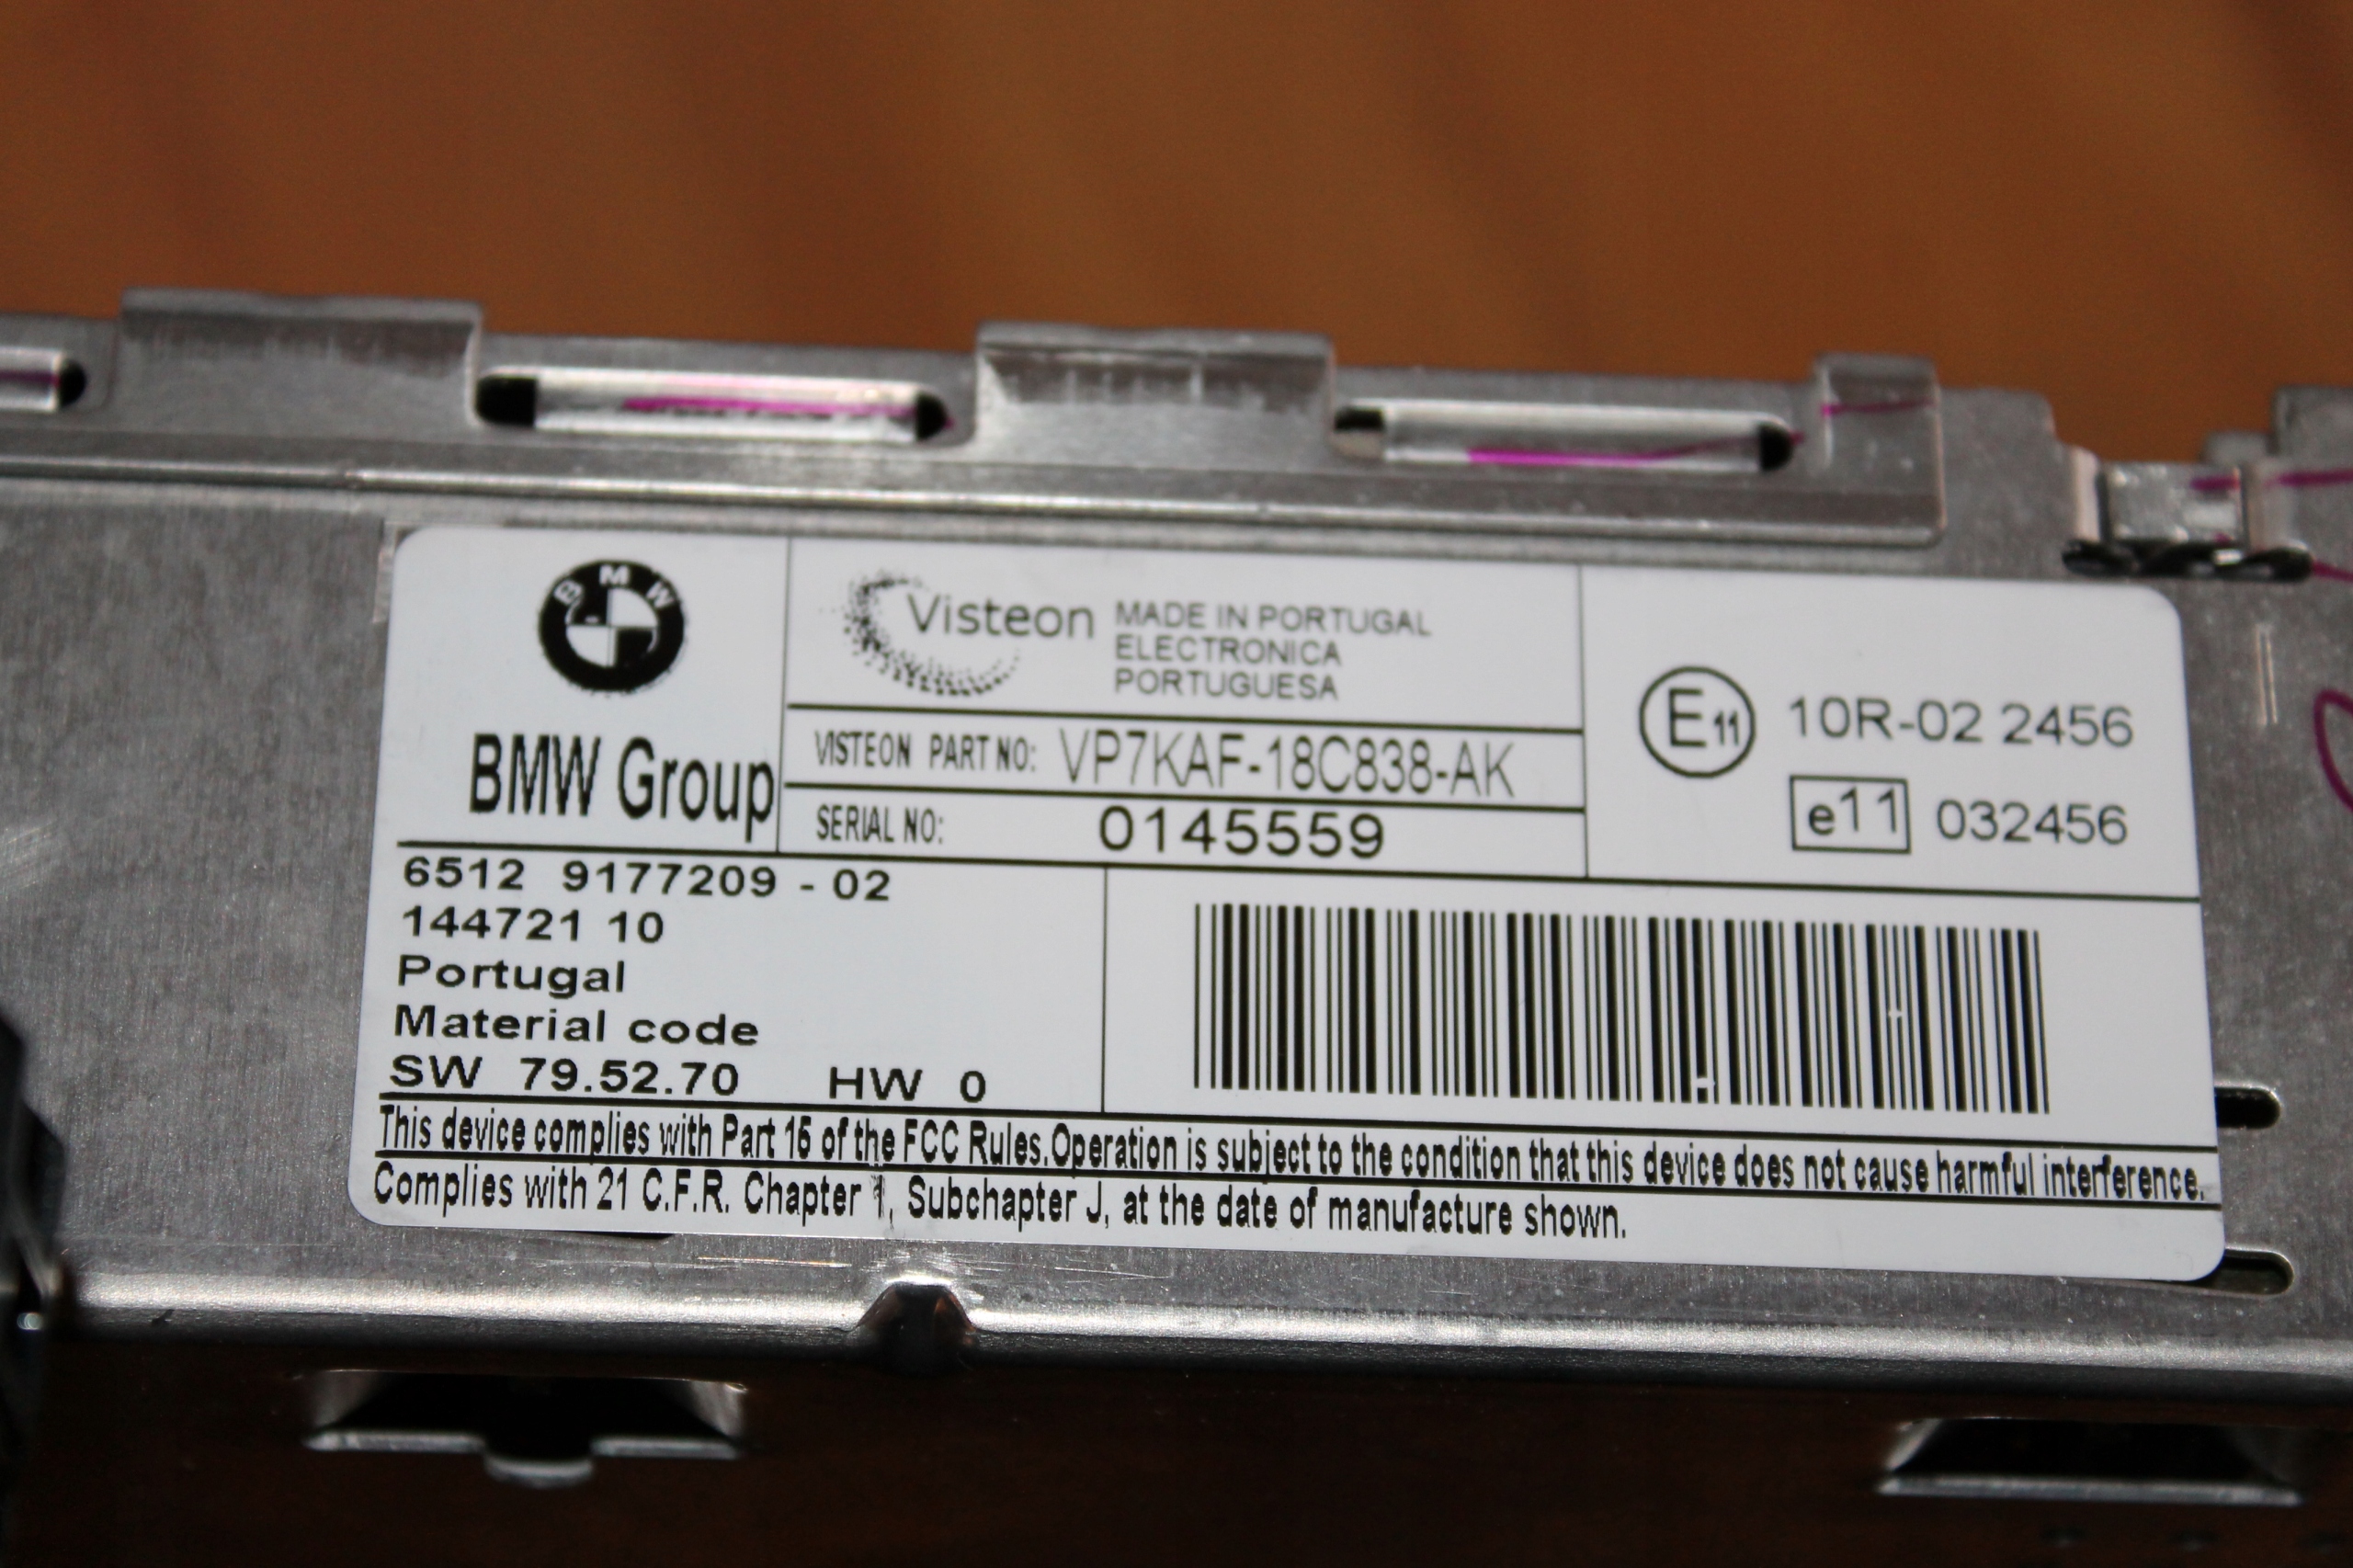 BMW
BMW Group
Visteon
MADE IN PORTUGAL
ELECTRONICA
PORTUGUESA
VISTEON PART NO: VP7KAF-18C838-AK
SERIAL NO: 0145559
E11 10R-02 2456
e11 032456
6512 9177209 - 02
144721 10
Portugal
Material code
SW 79.52.70 HW 0
This device complies with Part 15 of the FCC Rules.Operation is subject to the condition that this device does not cause harmful interference.
Complies with 21 C.F.R. Chapter 1, Subchapter J, at the date of manufacture shown.